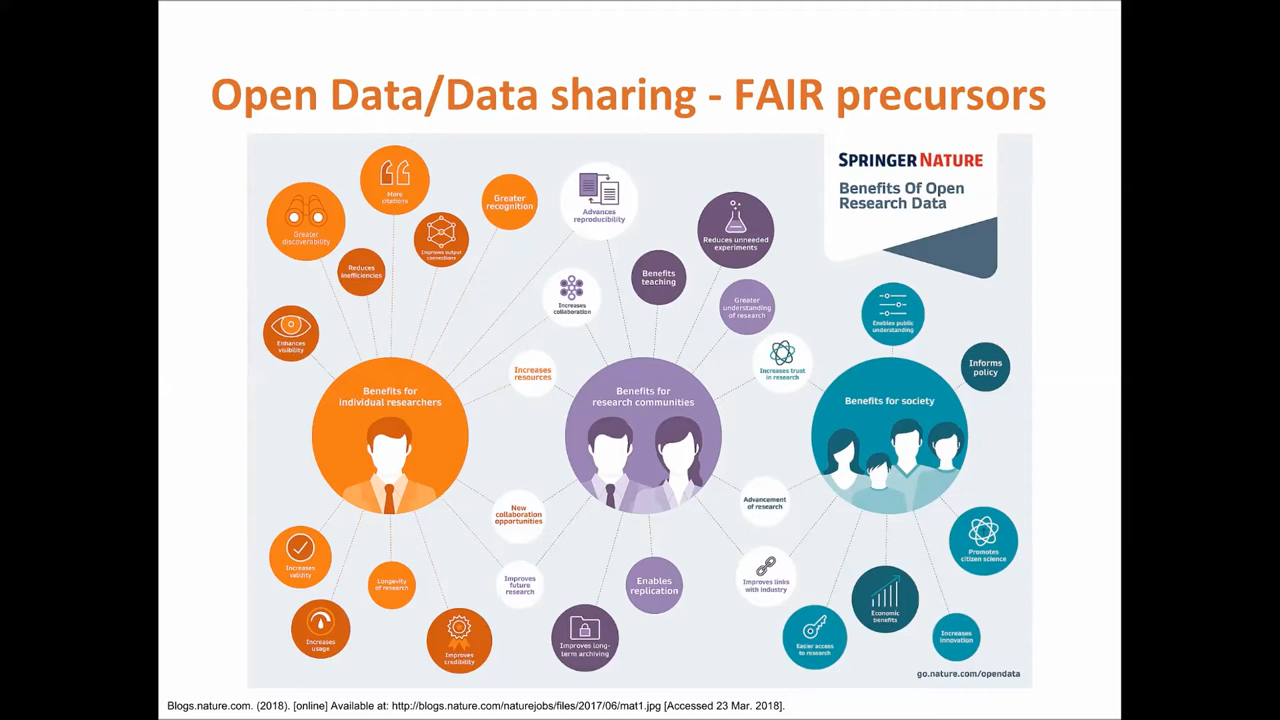 Open Data/Data sharing - FAIR precursors
SPRINGER NATURE
Benefits Of Open
Research Data
More
citations
Greater
discoverability
Greater
recognition
Improves output
connections
Reduces
inefficiencies
Enhances
visibility
Advances
reproducibility
Increases
collaboration
Benefits
teaching
Reduces unneeded
experiments
Greater
understanding
of research
Increases
resources
Increases trust
in research
Enables public
understanding
Informs
policy
Benefits for
individual researchers
Benefits for
research communities
Benefits for society
New
collaboration
opportunities
Advancement
of research
Increases
validity
Longevity
of research
Improves
future
research
Enables
replication
Improves links
with industry
Promotes
citizen science
Increases
usage
Improves
credibility
Improves long-
term archiving
Easier access
to research
Economic
benefits
Increases
innovation
go.nature.com/opendata
Blogs.nature.com. (2018). [online] Available at: http://blogs.nature.com/naturejobs/files/2017/06/mat1.jpg [Accessed 23 Mar. 2018].